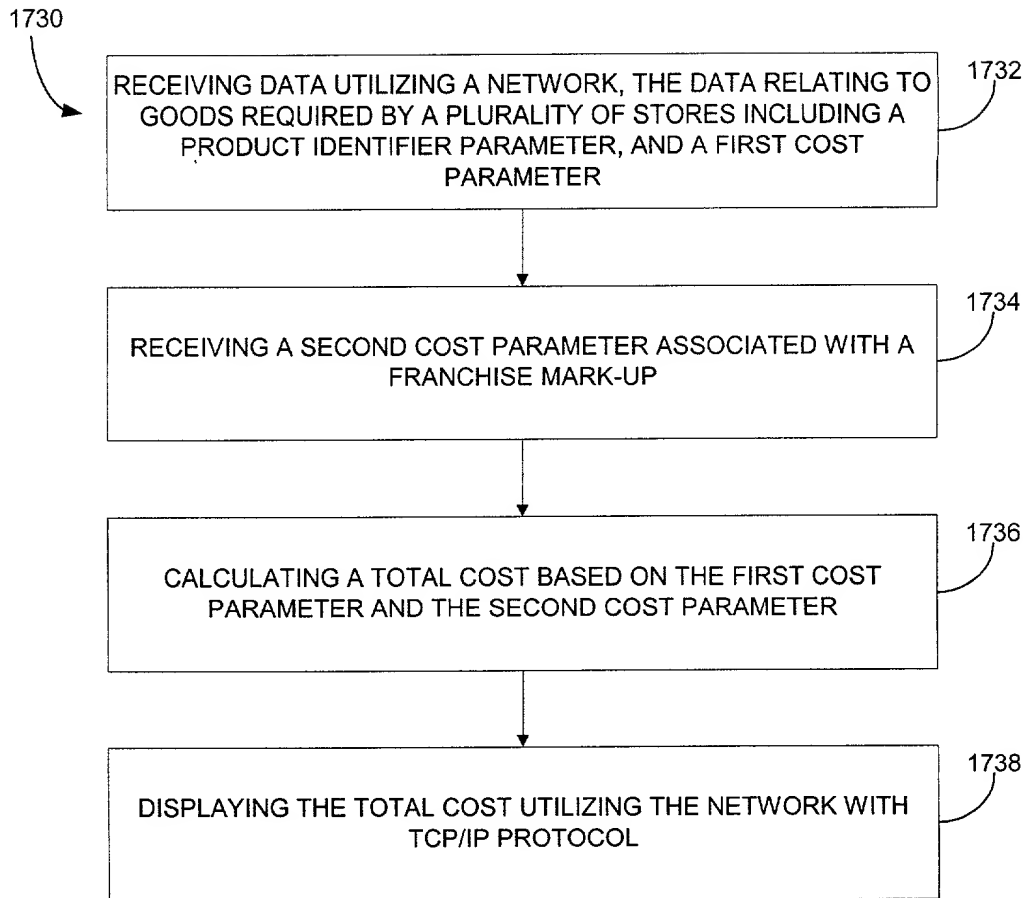 1730
RECEIVING DATA UTILIZING A NETWORK, THE DATA RELATING TO
GOODS REQUIRED BY A PLURALITY OF STORES INCLUDING A
PRODUCT IDENTIFIER PARAMETER, AND A FIRST COST
PARAMETER
1732
RECEIVING A SECOND COST PARAMETER ASSOCIATED WITH A
FRANCHISE MARK-UP
1734
CALCULATING A TOTAL COST BASED ON THE FIRST COST
PARAMETER AND THE SECOND COST PARAMETER
1736
DISPLAYING THE TOTAL COST UTILIZING THE NETWORK WITH
TCP/IP PROTOCOL
1738